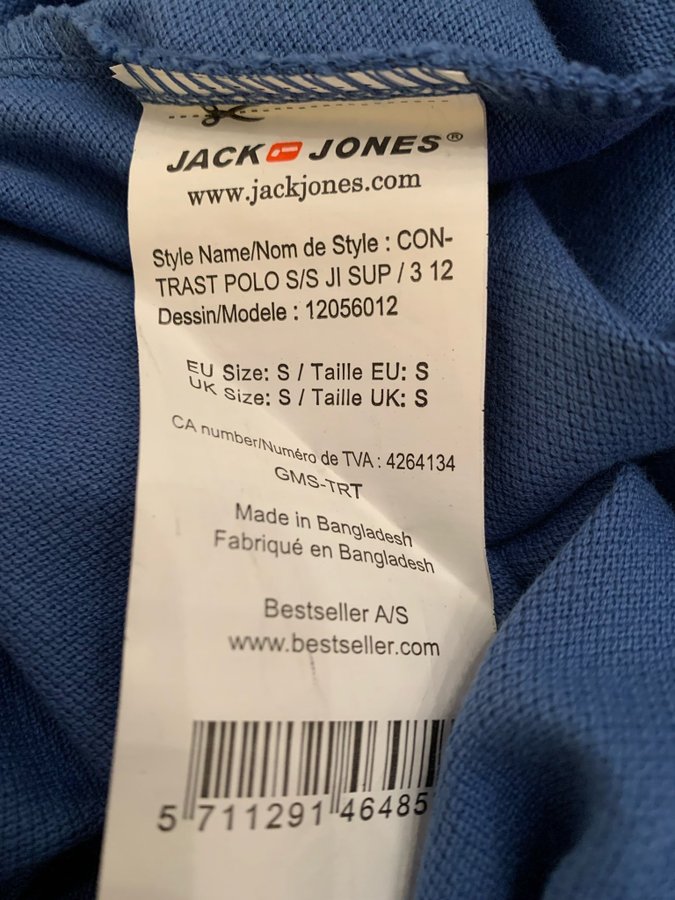 JACK JONES®
www.jackjones.com
Style Name/Nom de Style : CON-
TRAST POLO S/S JI SUP / 3 12
Dessin/Modele : 12056012
EU Size: S / Taille EU: S
UK Size: S / Taille UK: S
CA number/Numéro de TVA : 4264134
GMS-TRT
Made in Bangladesh
Fabriqué en Bangladesh
Bestseller A/S
www.bestseller.com
5 711291 46485